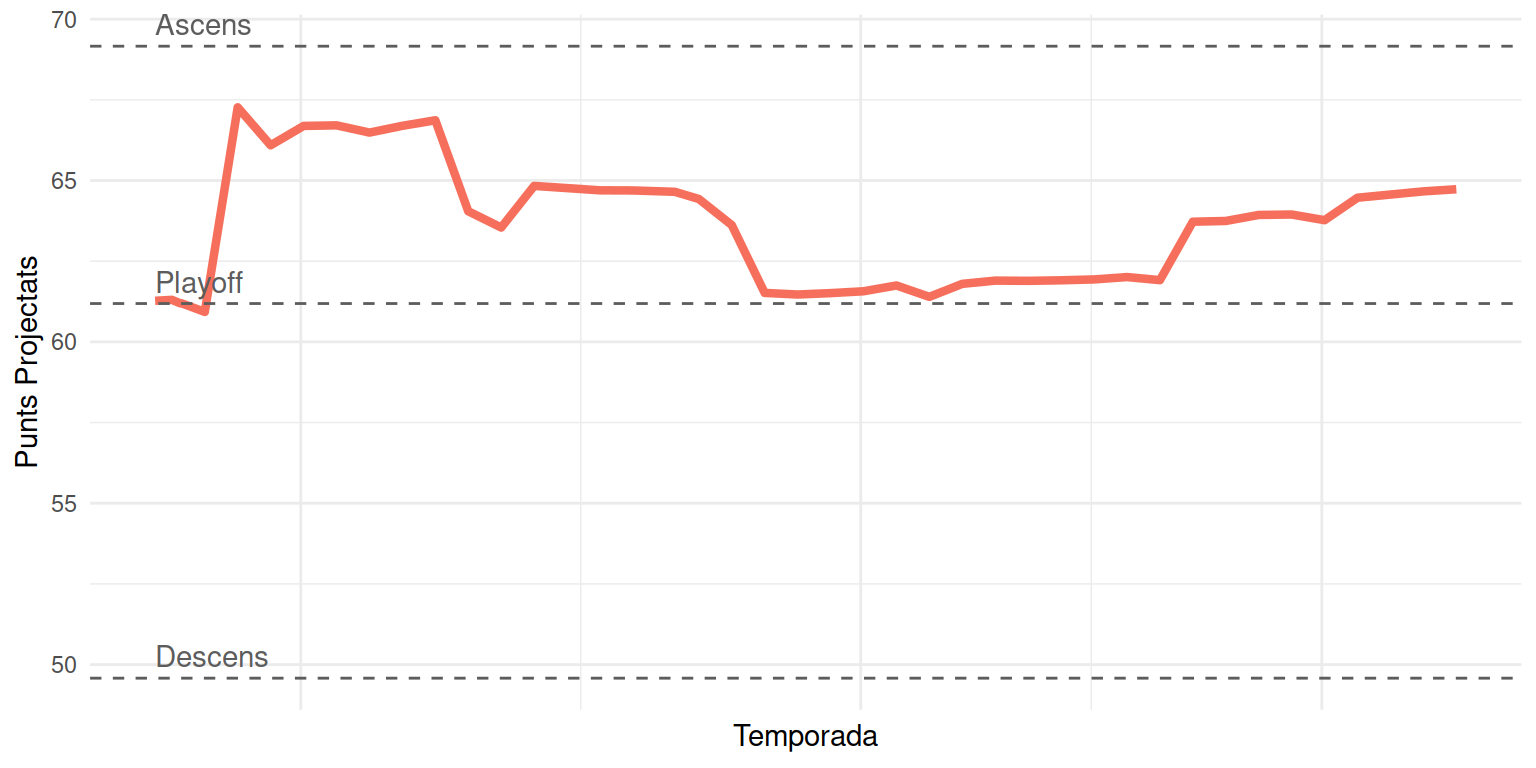 70
Ascens
65
Playoff
60
55
Descens
50
Punts Projectats
Temporada